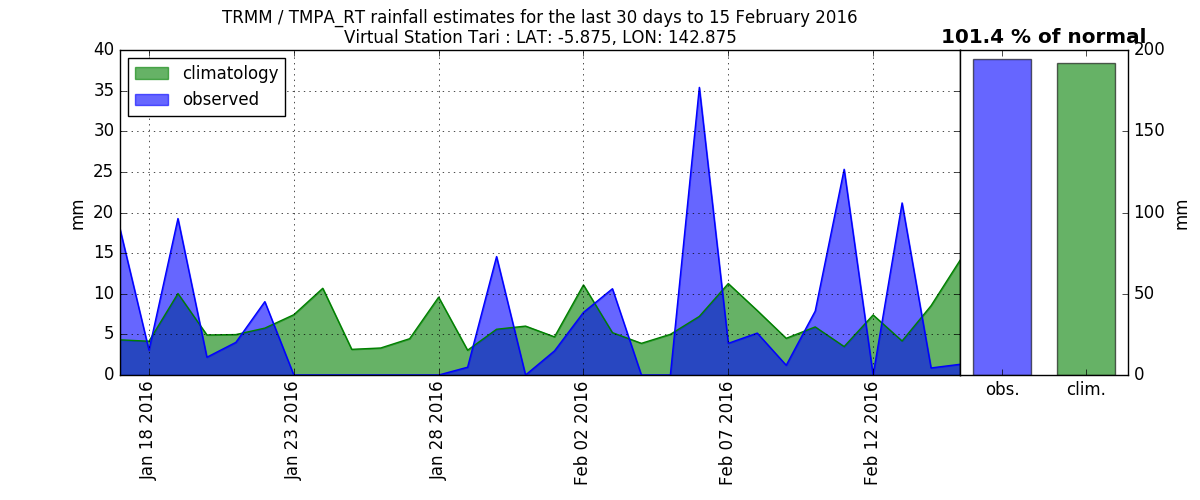 TRMM / TMPA_RT rainfall estimates for the last 30 days to 15 February 2016
Virtual Station Tari : LAT: -5.875, LON: 142.875
101.4 % of normal
climatology
observed
mm
40
35
30
25
20
15
10
5
0
Jan 18 2016
Jan 23 2016
Jan 28 2016
Feb 02 2016
Feb 07 2016
Feb 12 2016
obs.
clim.
200
150
100
50
0
mm